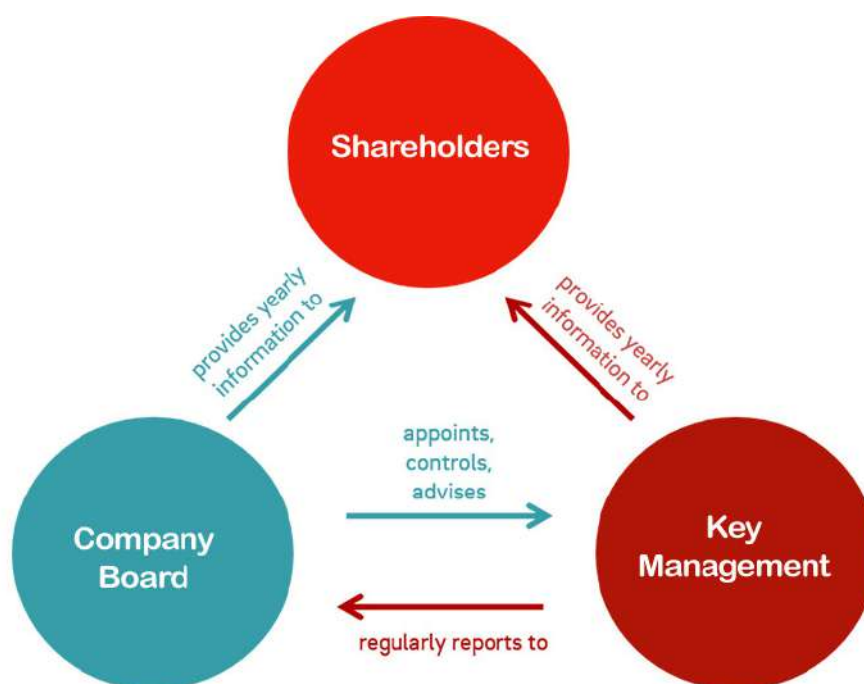 Shareholders
provides yearly
information to
provides yearly
information to
appoints,
controls,
advises
Company
Board
Key
Management
regularly reports to